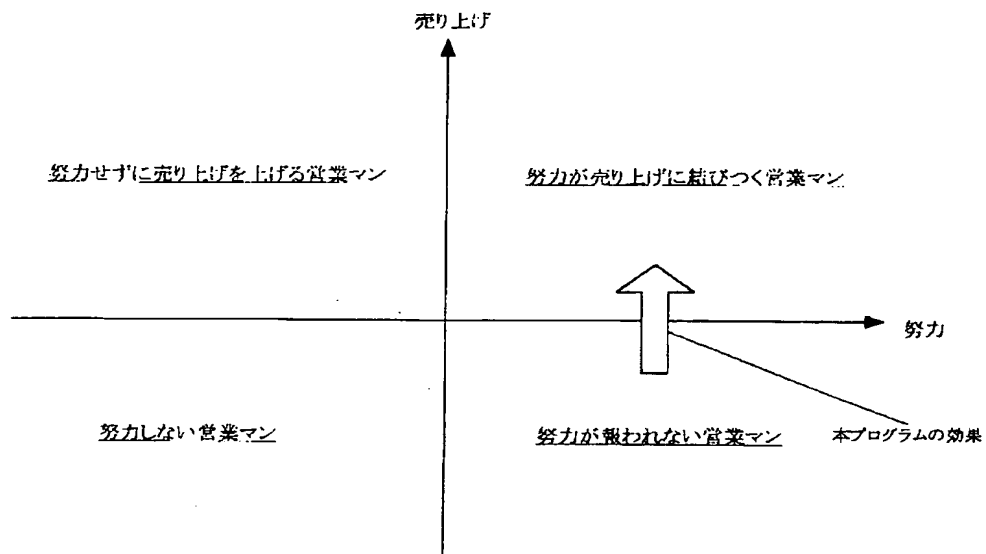 売り上げ
努力せずに売り上げを上げる営業マン
努力が売り上げに結びつく営業マン
努力
努力しない営業マン
努力が報われない営業マン
本プログラムの効果